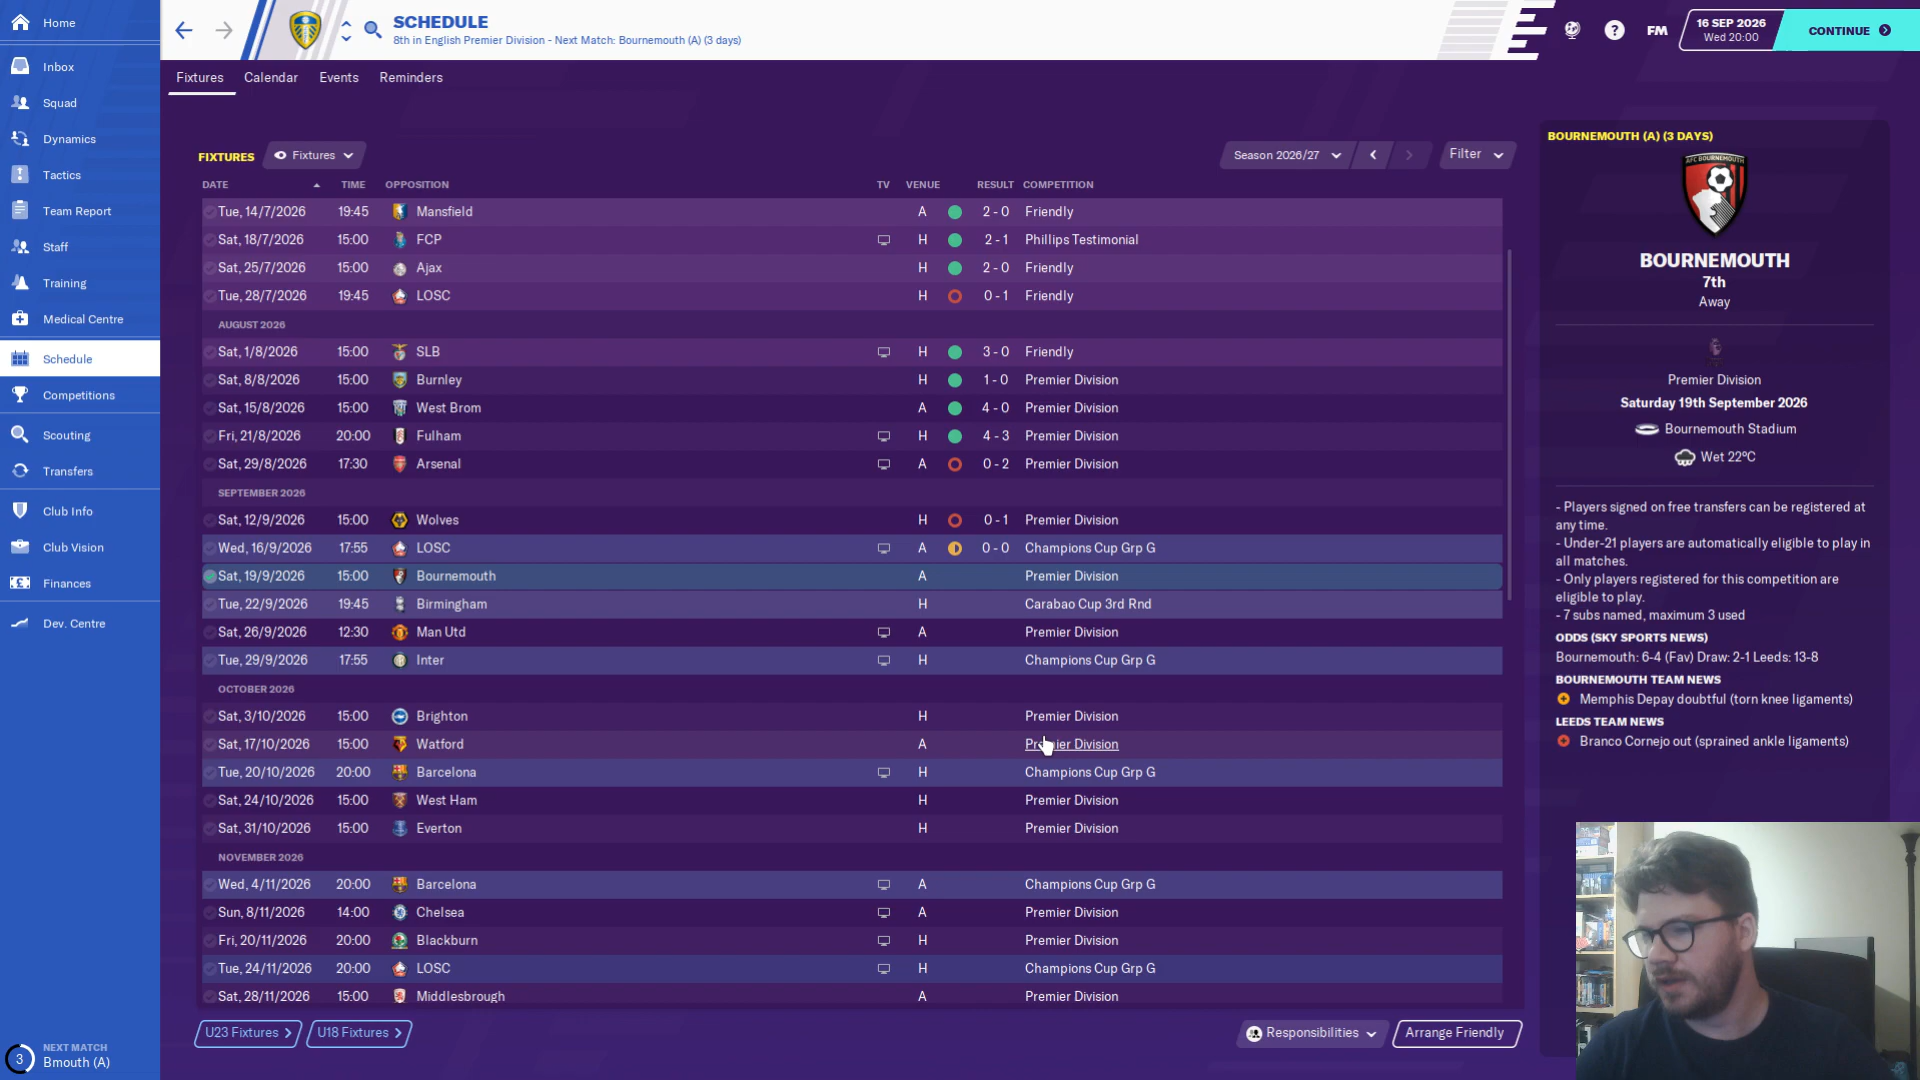 Home
Inbox
Squad
Dynamics
Tactics
Team Report
Staff
Training
Medical Centre
Schedule
Competitions
Scouting
Transfers
Club Info
Club Vision
Finances
Dev. Centre
3
NEXT MATCH
Bmouth (A)
SCHEDULE
8th in English Premier Division - Next Match: Bournemouth (A) (3 days)
FM
16 SEP 2026
Wed 20:00
CONTINUE
Fixtures Calendar Events Reminders
FIXTURES Fixtures Season 2026/27 Filter
DATE TIME OPPOSITION TV VENUE RESULT COMPETITION
Tue, 14/7/2026 19:45 Mansfield A 2 - 0 Friendly
Sat, 18/7/2026 15:00 FCP H 2 - 1 Phillips Testimonial
Sat, 25/7/2026 15:00 Ajax H 2 - 0 Friendly
Tue, 28/7/2026 19:45 LOSC H 0 - 1 Friendly
AUGUST 2026
Sat, 1/8/2026 15:00 SLB H 3 - 0 Friendly
Sat, 8/8/2026 15:00 Burnley H 1 - 0 Premier Division
Sat, 15/8/2026 15:00 West Brom A 4 - 0 Premier Division
Fri, 21/8/2026 20:00 Fulham H 4 - 3 Premier Division
Sat, 29/8/2026 17:30 Arsenal A 0 - 2 Premier Division
SEPTEMBER 2026
Sat, 12/9/2026 15:00 Wolves H 0 - 1 Premier Division
Wed, 16/9/2026 17:55 LOSC A 0 - 0 Champions Cup Grp G
Sat, 19/9/2026 15:00 Bournemouth A Premier Division
Tue, 22/9/2026 19:45 Birmingham H Carabao Cup 3rd Rnd
Sat, 26/9/2026 12:30 Man Utd A Premier Division
Tue, 29/9/2026 17:55 Inter H Champions Cup Grp G
OCTOBER 2026
Sat, 3/10/2026 15:00 Brighton H Premier Division
Sat, 17/10/2026 15:00 Watford A Premier Division
Tue, 20/10/2026 20:00 Barcelona H Champions Cup Grp G
Sat, 24/10/2026 15:00 West Ham H Premier Division
Sat, 31/10/2026 15:00 Everton H Premier Division
NOVEMBER 2026
Wed, 4/11/2026 20:00 Barcelona A Champions Cup Grp G
Sun, 8/11/2026 14:00 Chelsea A Premier Division
Fri, 20/11/2026 20:00 Blackburn H Premier Division
Tue, 24/11/2026 20:00 LOSC H Champions Cup Grp G
Sat, 28/11/2026 15:00 Middlesbrough A Premier Division
U23 Fixtures U18 Fixtures Responsibilities Arrange Friendly
BOURNEMOUTH (A) (3 DAYS)
AFC BOURNEMOUTH
BOURNEMOUTH
7th
Away
Premier Division
Saturday 19th September 2026
Bournemouth Stadium
Wet 22ºC
- Players signed on free transfers can be registered at
any time.
- Under-21 players are automatically eligible to play in
all matches.
- Only players registered for this competition are
eligible to play.
- 7 subs named, maximum 3 used
ODDS (SKY SPORTS NEWS)
Bournemouth: 6-4 (Fav) Draw: 2-1 Leeds: 13-8
BOURNEMOUTH TEAM NEWS
Memphis Depay doubtful (torn knee ligaments)
LEEDS TEAM NEWS
Branco Cornejo out (sprained ankle ligaments)